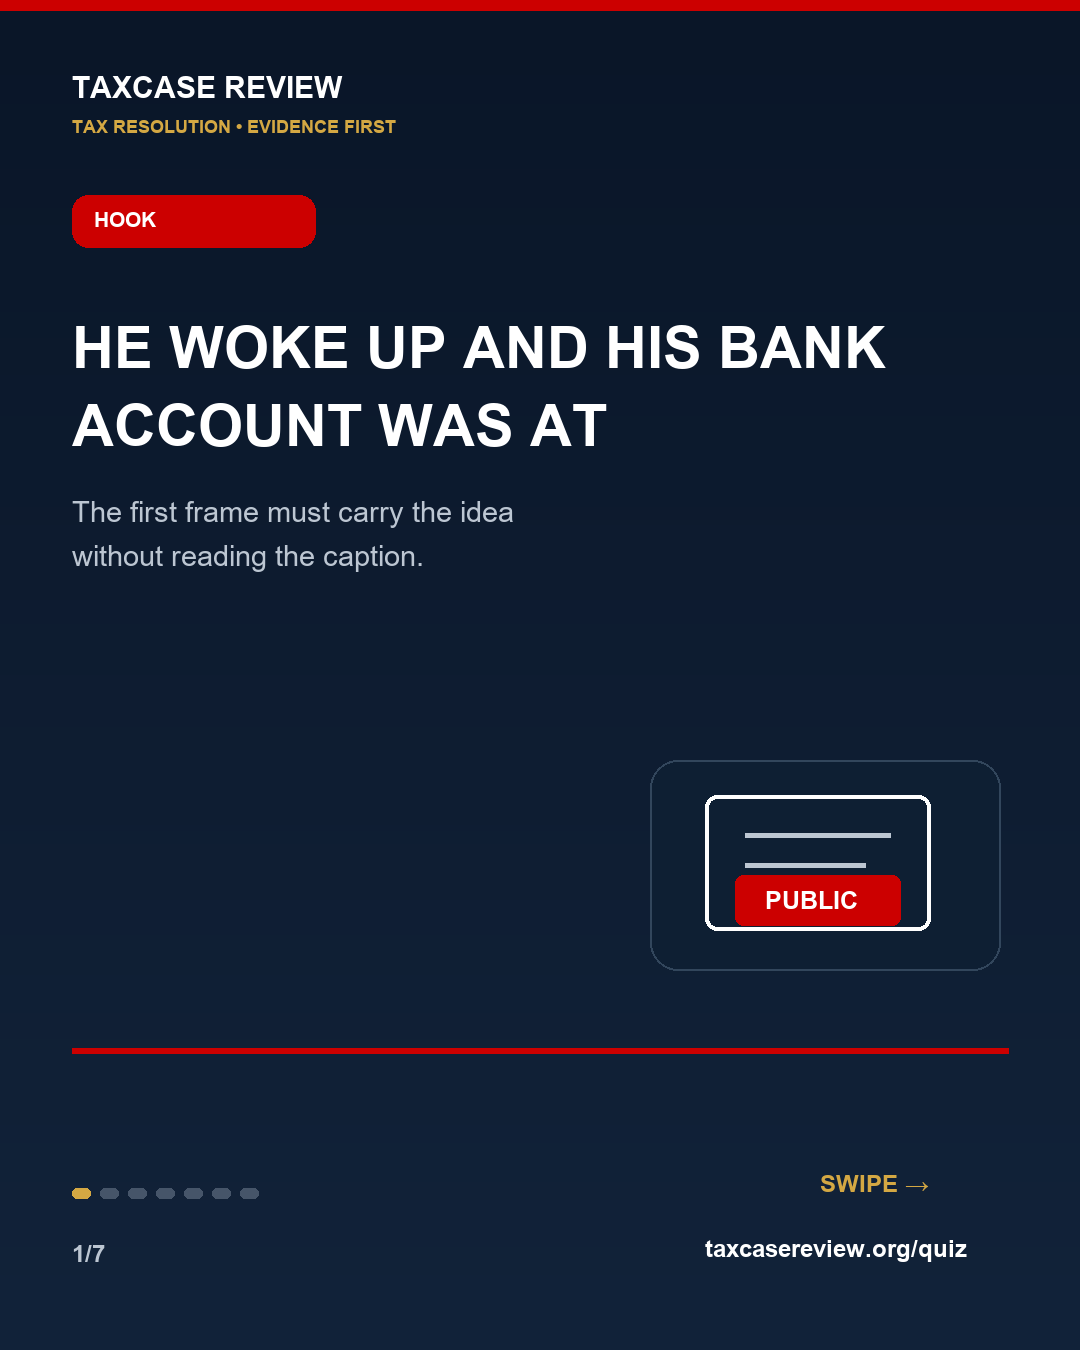 TAXCASE REVIEW
TAX RESOLUTION • EVIDENCE FIRST
HOOK
HE WOKE UP AND HIS BANK
ACCOUNT WAS AT
The first frame must carry the idea
without reading the caption.
PUBLIC
SWIPE →
1/7
taxcasereview.org/quiz